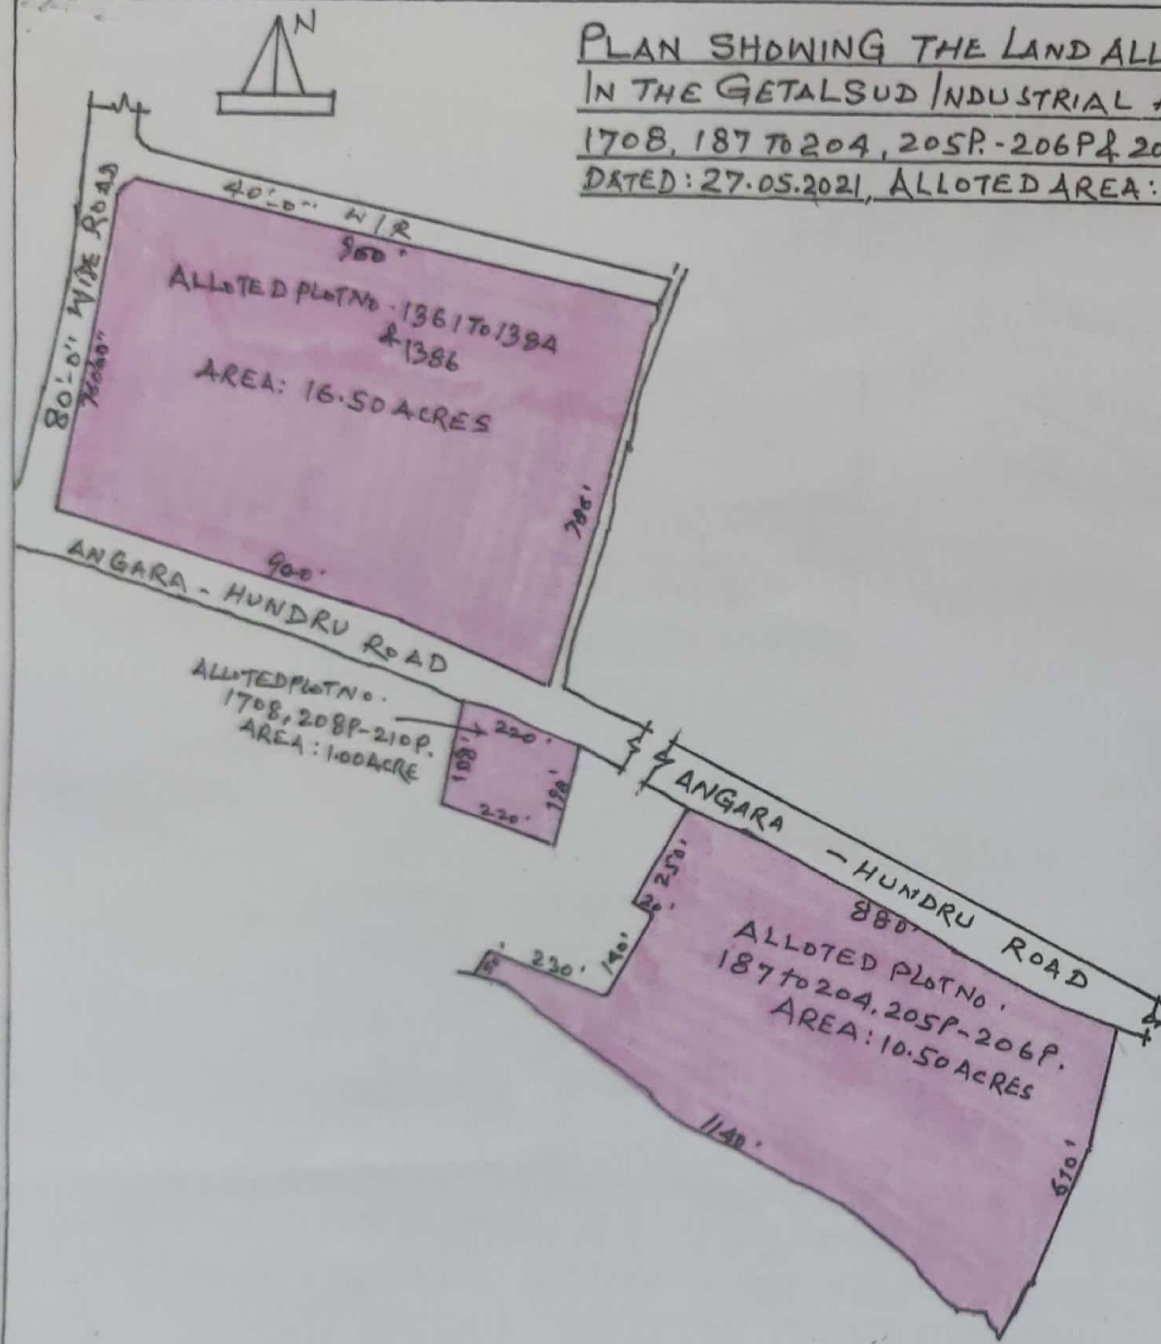 N
PLAN SHOWING THE LAND ALL
IN THE GETALSUD INDUSTRIAL
1708, 187 TO 204, 205P.-206P & 20
DATED: 27.05.2021, ALLOTED AREA:
40'-0" W/R
80'-0" WIDE ROAD
ALLOTED PLOT NO. 1361 TO 1384
& 1386
AREA: 16.50 ACRES
900'
ANGARA - HUNDRU ROAD
ALLOTED PLOT NO.
1708, 208P-210P.
AREA: 1.00 ACRE
220'
220'
ANGARA - HUNDRU ROAD
250'
20'
140'
230'
880'
ALLOTED PLOT NO.
187 to 204, 205P-206P.
AREA: 10.50 ACRES
1140'
610'